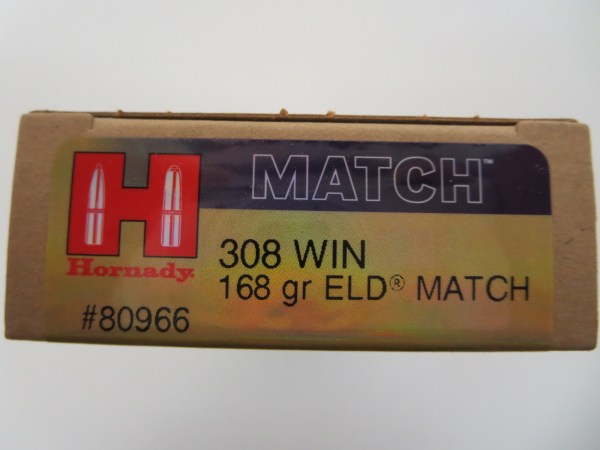 MATCH™
H
Hornady.
308 WIN
168 gr ELD® MATCH
#80966